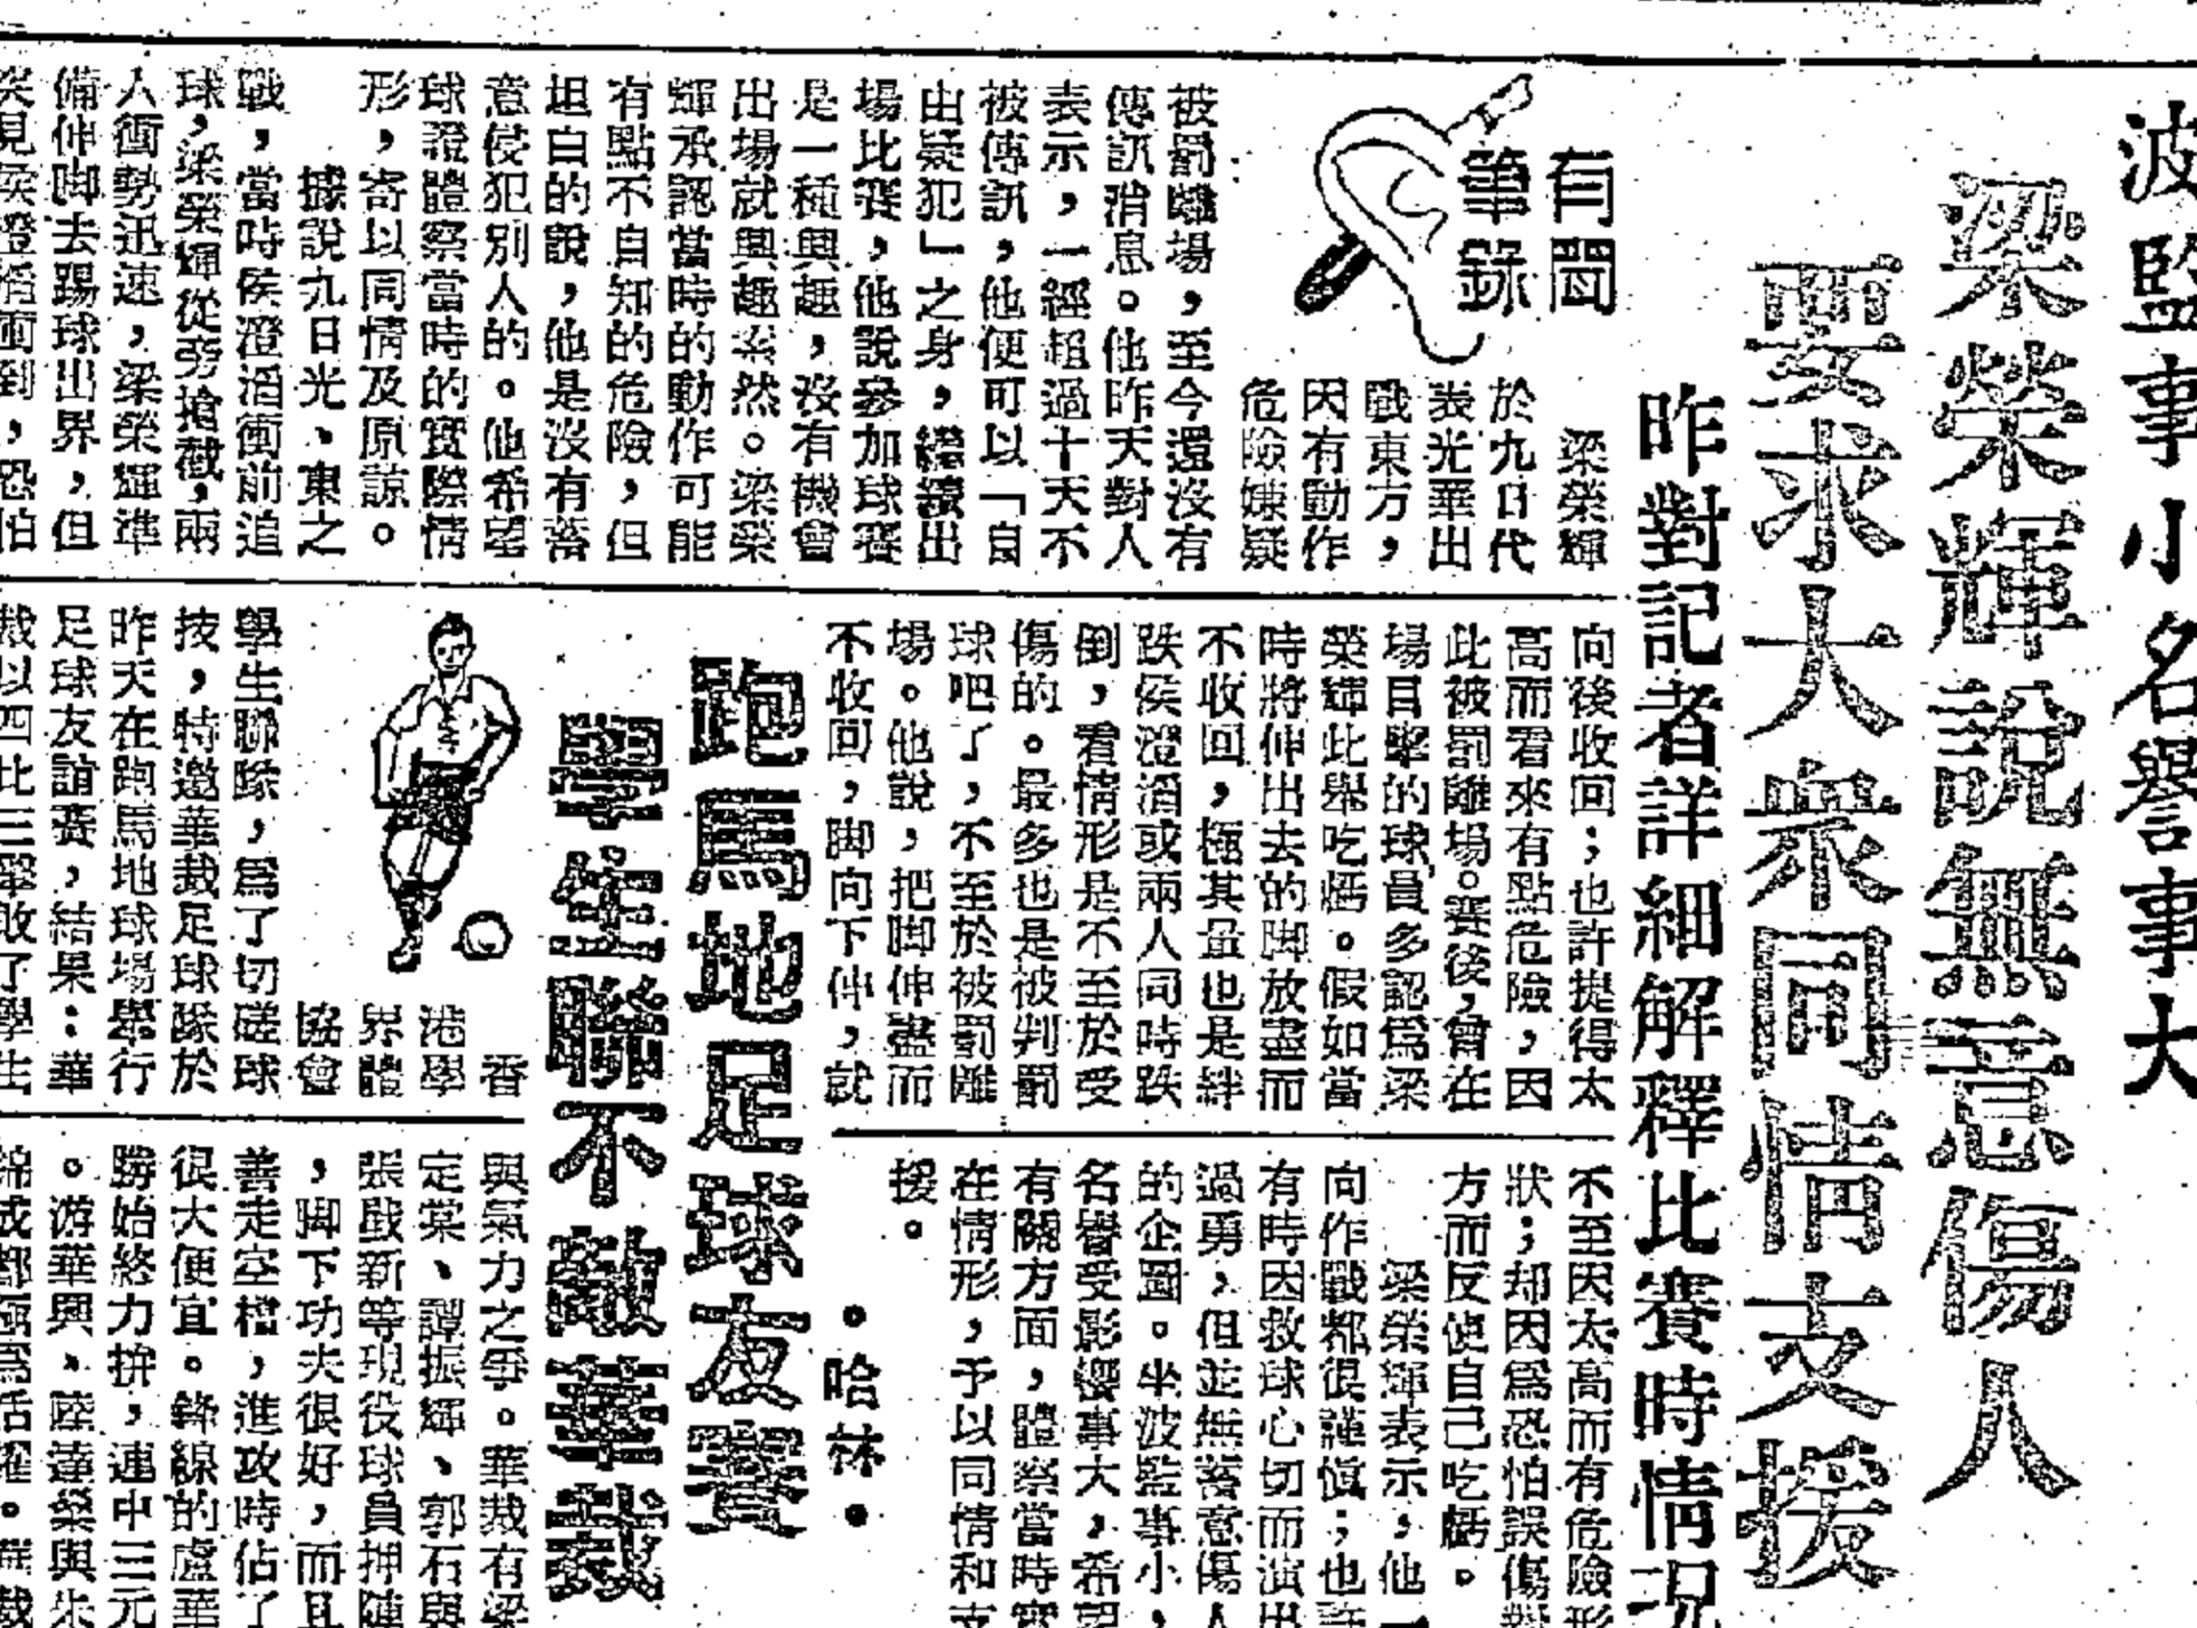 波監事小名譽事大
梁榮輝說無意傷人
要求大衆同情支援
昨對記者詳細解釋比賽時情況
有聞
筆錄
梁榮輝
於九日代
表光華出
戰東方，
因有動作
危險嫌疑
被罰離場，至今還沒有
傳訊消息。他昨天對人
表示，一經超過十天不
被傳訊，他便可以「自
由疑犯」之身，繼續出
場比賽，他說參加球賽
是一種興趣，沒有機會
出場就興趣索然。梁榮
輝承認當時的動作可能
有點不自知的危險，但
坦白的說，他是沒有蓄
意侵犯別人的。他希望
球證體察當時的實際情
形，寄以同情及原諒。
據說九日光、東之
戰，當時侯澄滔衝前追
球，梁榮輝從旁搶截，兩
人衝勢迅速，梁榮輝準
備伸脚去踢球出界，但
突見侯澄滔衝到，恐怕
向後收回；也許提得太
高而看來有點危險，因
此被罰離場。賽後，曾在
場目擊的球員多認爲梁
榮輝此舉吃虧。假如當
時將伸出去的脚放盡而
不收回，極其量也是絆
跌侯澄滔或兩人同時跌
倒，看情形是不至於受
傷的。最多也是被判罰
球吧了，不至於被罰離
場。他說，把脚伸盡而
不收回，脚向下伸，就
不至因太高而有危險形
狀；却因爲恐怕誤傷對
方而反使自己吃虧。
梁榮輝表示，他一
向作戰都很謹慎；也許
有時因救球心切而演出
過勇，但並無蓄意傷人
的企圖。坐波監事小，
名譽受影響事大，希望
有關方面，體察當時實
在情形，予以同情和支
援。
。哈林。
跑馬地足球友賽
學生聯不敵華裁
香
港學
界體
協會
學生聯隊，爲了切磋球
技，特邀華裁足球隊於
昨天在跑馬地球場舉行
足球友誼賽，結果：華
裁以四比三擊敗了學生
與氣力之爭。華裁有梁
定棠、譚振輝、郭石與
張戩新等現役球員押陣
，脚下功夫很好，而且
善走空檔，進攻時佔了
很大便宜。鋒線的盧華
勝始終力拚，連中三元
。游華興、陸達榮與朱
錦成都極爲活躍。華裁